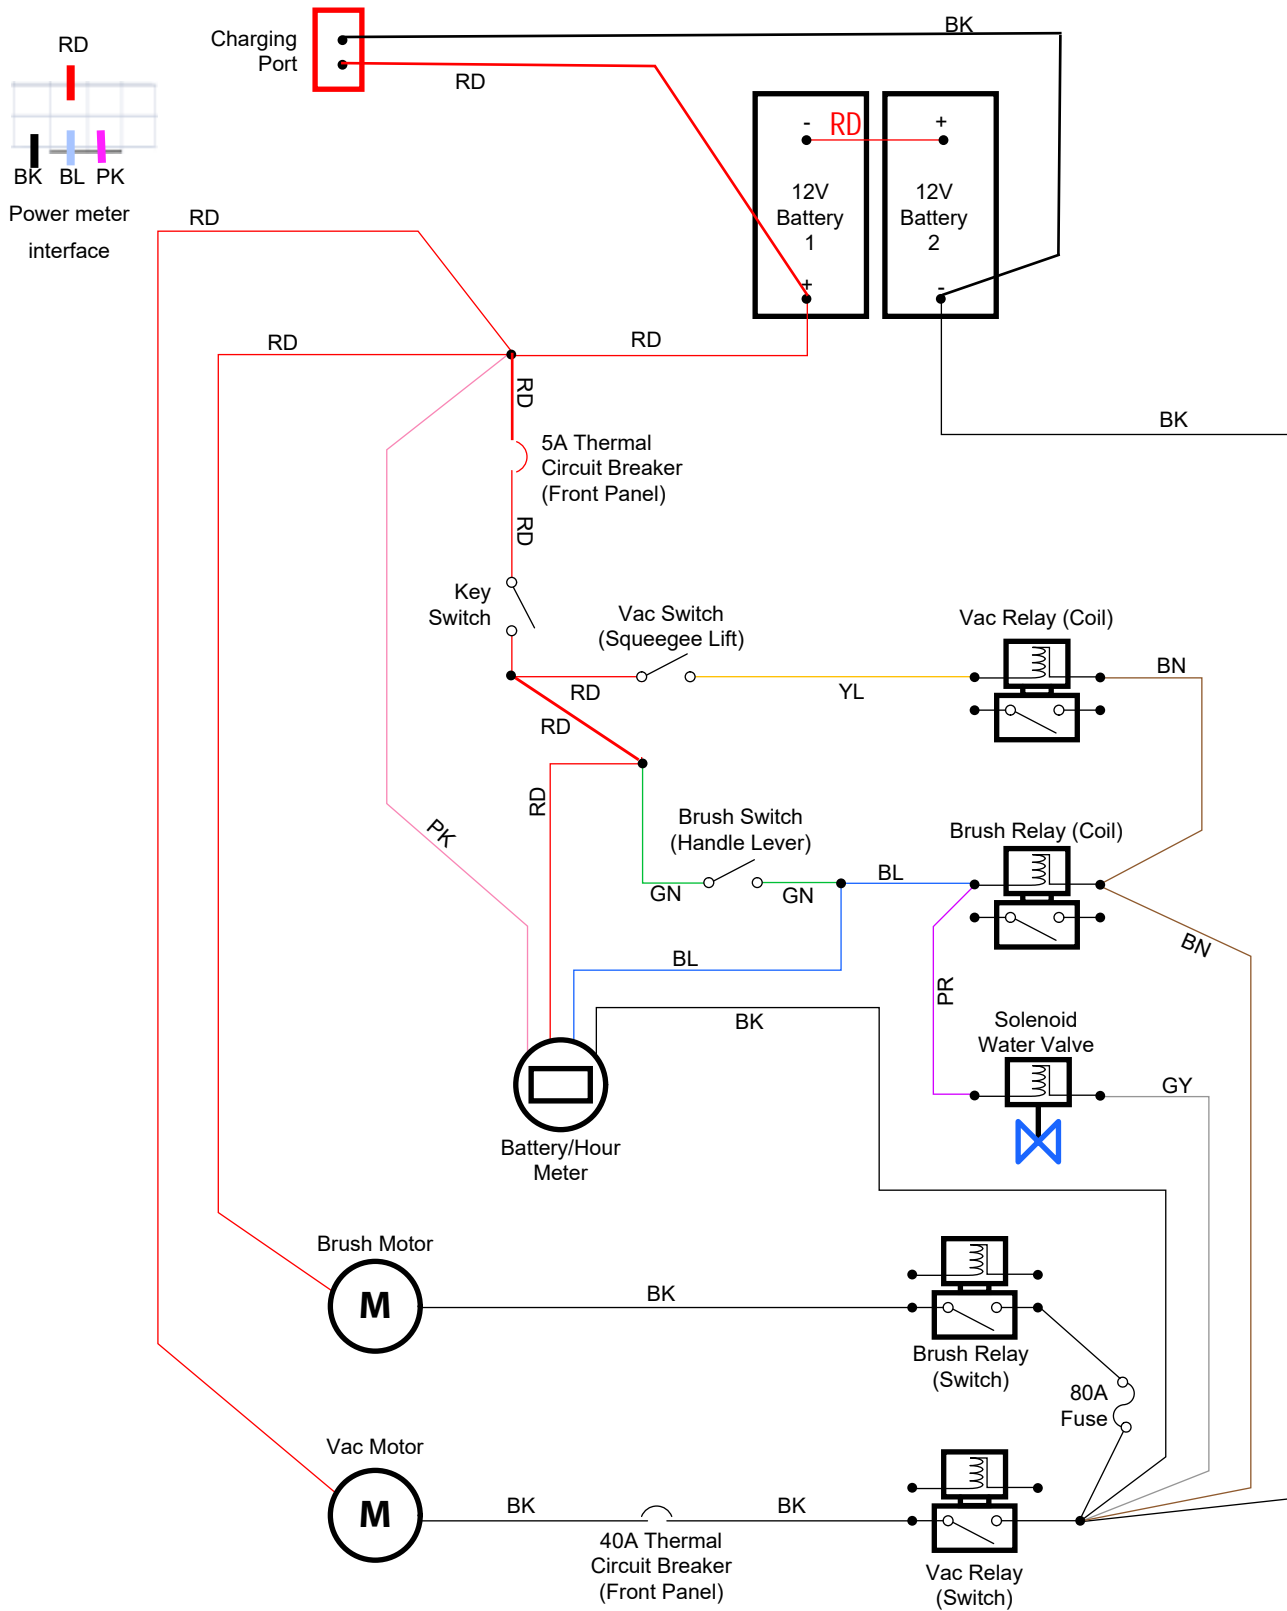 BK
RD
Charging
Port
RD
- RD +
12V
Battery
1
12V
Battery
2
+
-
BK BL PK
Power meter
interface
RD
RD
RD
RD
BK
5A Thermal
Circuit Breaker
(Front Panel)
RD
Key
Switch
Vac Switch
(Squeegee Lift)
Vac Relay (Coil)
BN
RD
YL
RD
RD
Brush Switch
(Handle Lever)
Brush Relay (Coil)
PK
BL
GN
GN
BN
BL
PR
BK
Solenoid
Water Valve
GY
Battery/Hour
Meter
Brush Motor
M
BK
Brush Relay
(Switch)
80A
Fuse
Vac Motor
M
BK
BK
40A Thermal
Circuit Breaker
(Front Panel)
Vac Relay
(Switch)